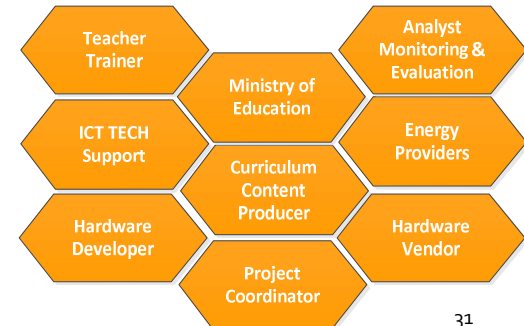 Teacher
Trainer
Analyst
Monitoring &
Evaluation
Ministry of
Education
ICT TECH
Support
Energy
Providers
Curriculum
Content
Producer
Hardware
Developer
Hardware
Vendor
Project
Coordinator
31